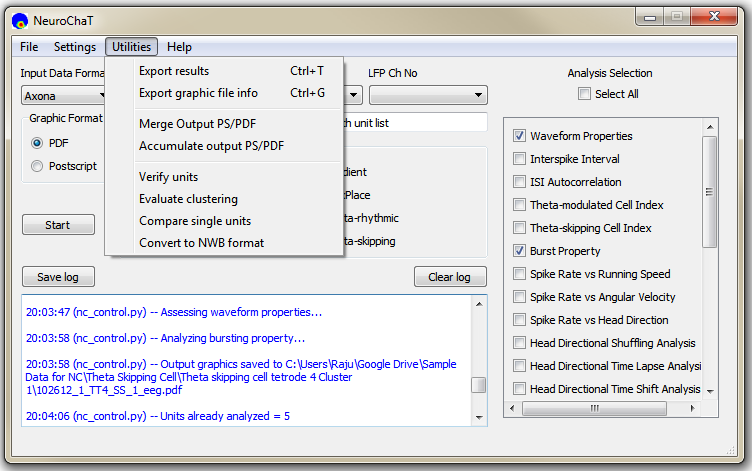 NeuroChaT
File Settings Utilities Help
Input Data Forma
LFP Ch No
Analysis Selection
Axona
Select All
Export results Ctrl+T
Export graphic file info Ctrl+G
Merge Output PS/PDF
Accumulate output PS/PDF
Verify units
Evaluate clustering
Compare single units
Convert to NWB format
Graphic Format
PDF
Postscript
th unit list
dient
Place
ta-rhythmic
ta-skipping
Start
Save log
Clear log
Waveform Properties
Interspike Interval
ISI Autocorrelation
Theta-modulated Cell Index
Theta-skipping Cell Index
Burst Property
Spike Rate vs Running Speed
Spike Rate vs Angular Velocity
Spike Rate vs Head Direction
Head Directional Shuffling Analysis
Head Directional Time Lapse Analysi
Head Directional Time Shift Analysis
20:03:47 (nc_control.py) -- Assessing waveform properties...
20:03:58 (nc_control.py) -- Analyzing bursting property...
20:03:58 (nc_control.py) -- Output graphics saved to C:\Users\Raju\Google Drive\Sample
Data for NC\Theta Skipping Cell\Theta skipping cell tetrode 4 Cluster
1\102612_1_TT4_SS_1_eeg.pdf
20:04:06 (nc_control.py) -- Units already analyzed = 5